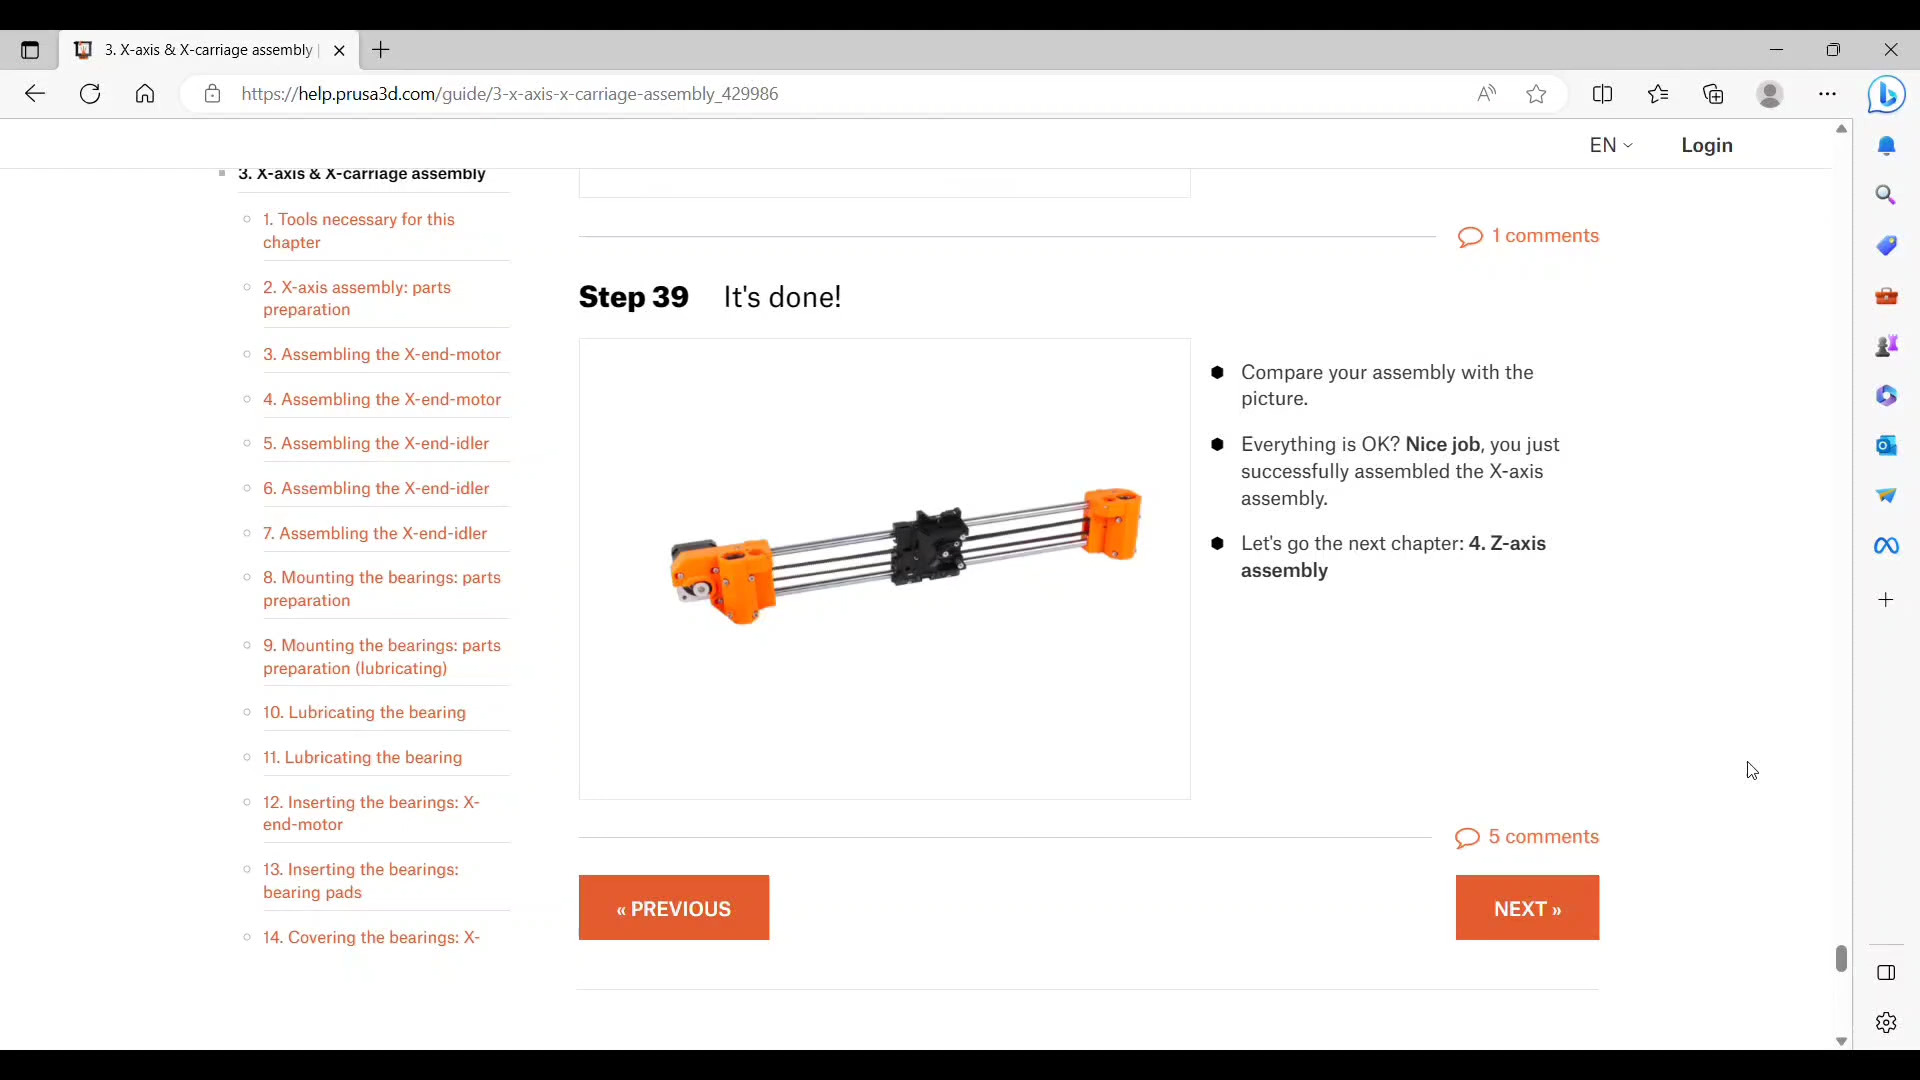 3. X-axis & X-carriage assembly |
https://help.prusa3d.com/guide/3-x-axis-x-carriage-assembly_429986
EN
Login
3. X-axis & X-carriage assembly
1. Tools necessary for this
chapter
2. X-axis assembly: parts
preparation
3. Assembling the X-end-motor
4. Assembling the X-end-motor
5. Assembling the X-end-idler
6. Assembling the X-end-idler
7. Assembling the X-end-idler
8. Mounting the bearings: parts
preparation
9. Mounting the bearings: parts
preparation (lubricating)
10. Lubricating the bearing
11. Lubricating the bearing
12. Inserting the bearings: X-
end-motor
13. Inserting the bearings:
bearing pads
14. Covering the bearings: X-
1 comments
Step 39 It's done!
Compare your assembly with the
picture.
Everything is OK? Nice job, you just
successfully assembled the X-axis
assembly.
Let's go the next chapter: 4. Z-axis
assembly
5 comments
« PREVIOUS
NEXT »